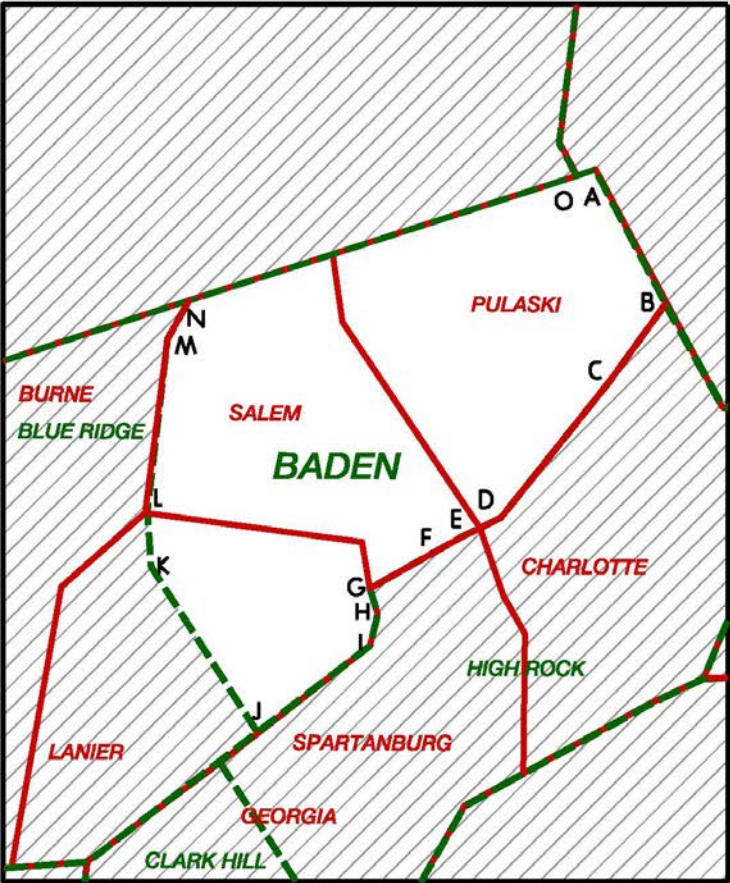 O A
B
PULASKI
N
M
C
BURNE
SALEM
BLUE RIDGE
BADEN
L
D
E
F
K
CHARLOTTE
G
H
I
HIGH ROCK
J
SPARTANBURG
LANIER
GEORGIA
CLARK HILL